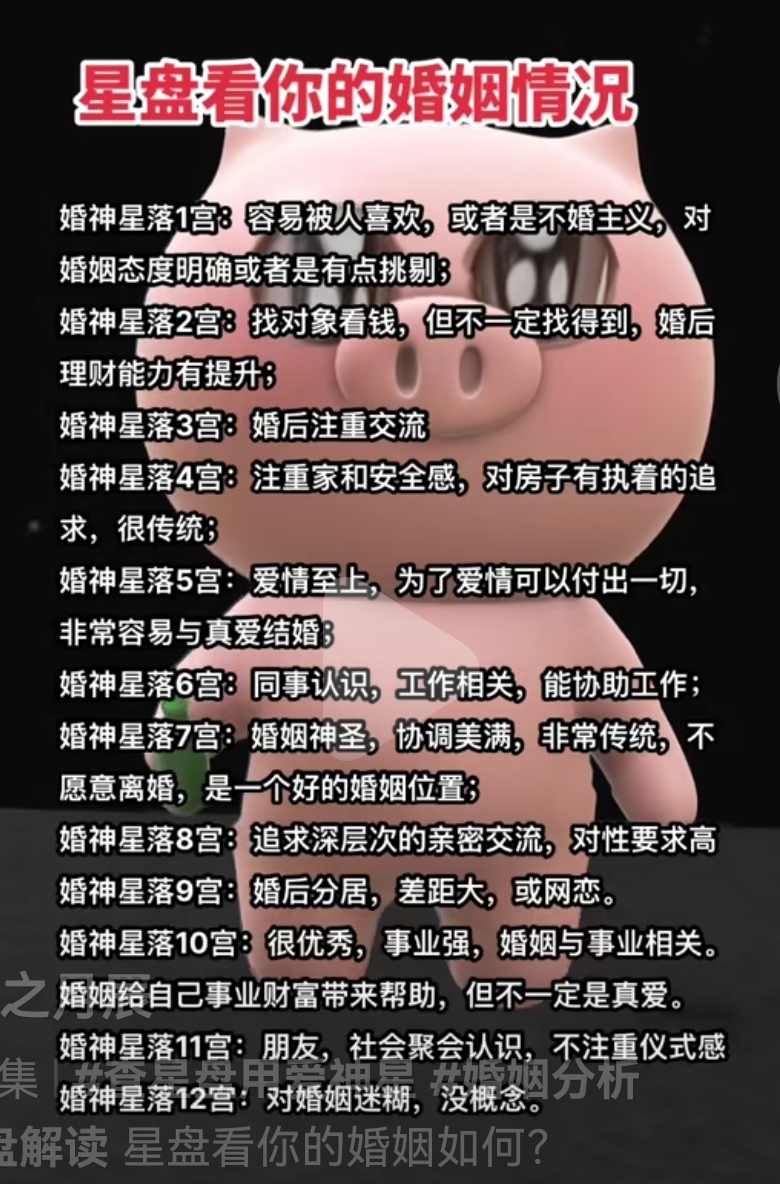 星盘看你的婚姻情况
婚神星落1宫：容易被人喜欢，或者是不婚主义，对
婚姻态度明确或者是有点挑剔；
婚神星落2宫：找对象看钱，但不一定找得到，婚后
理财能力有提升；
婚神星落3宫：婚后注重交流
婚神星落4宫：注重家和安全感，对房子有执着的追
求，很传统；
婚神星落5宫：爱情至上，为了爱情可以付出一切，
非常容易与真爱结婚；
婚神星落6宫：同事认识，工作相关，能协助工作；
婚神星落7宫：婚姻神圣，协调美满，非常传统，不
愿意离婚，是一个好的婚姻位置；
婚神星落8宫：追求深层次的亲密交流，对性要求高
婚神星落9宫：婚后分居，差距大，或网恋。
婚神星落10宫：很优秀，事业强，婚姻与事业相关。
之月辰
婚姻给自己事业财富带来帮助，但不一定是真爱。
婚神星落11宫：朋友，社会聚会认识，不注重仪式感
集 | #查星盘用爱神星 #婚姻分析
婚神星落12宫：对婚姻迷糊，没概念。
盘解读 星盘看你的婚姻如何？